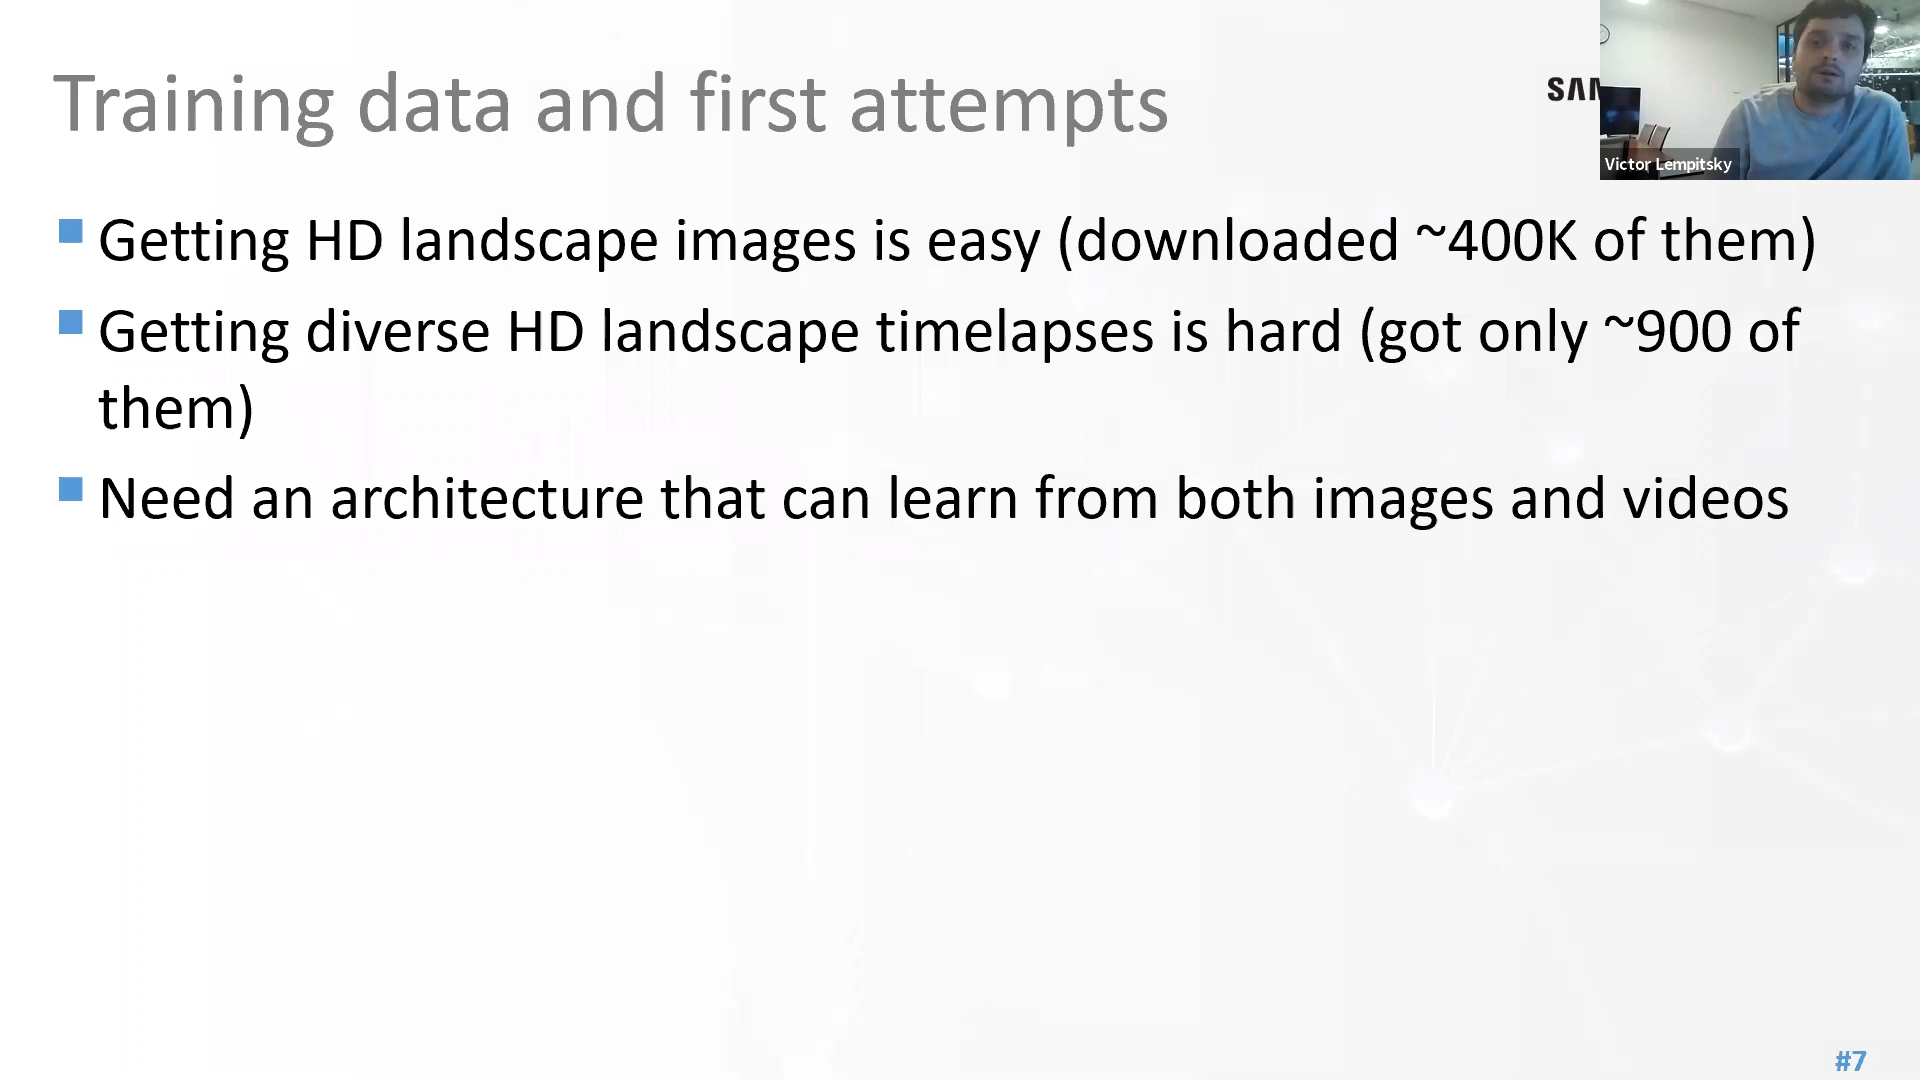 Training data and first attempts
SAM
Victor Lempitsky
Getting HD landscape images is easy (downloaded ~400K of them)
Getting diverse HD landscape timelapses is hard (got only ~900 of
them)
Need an architecture that can learn from both images and videos
#7